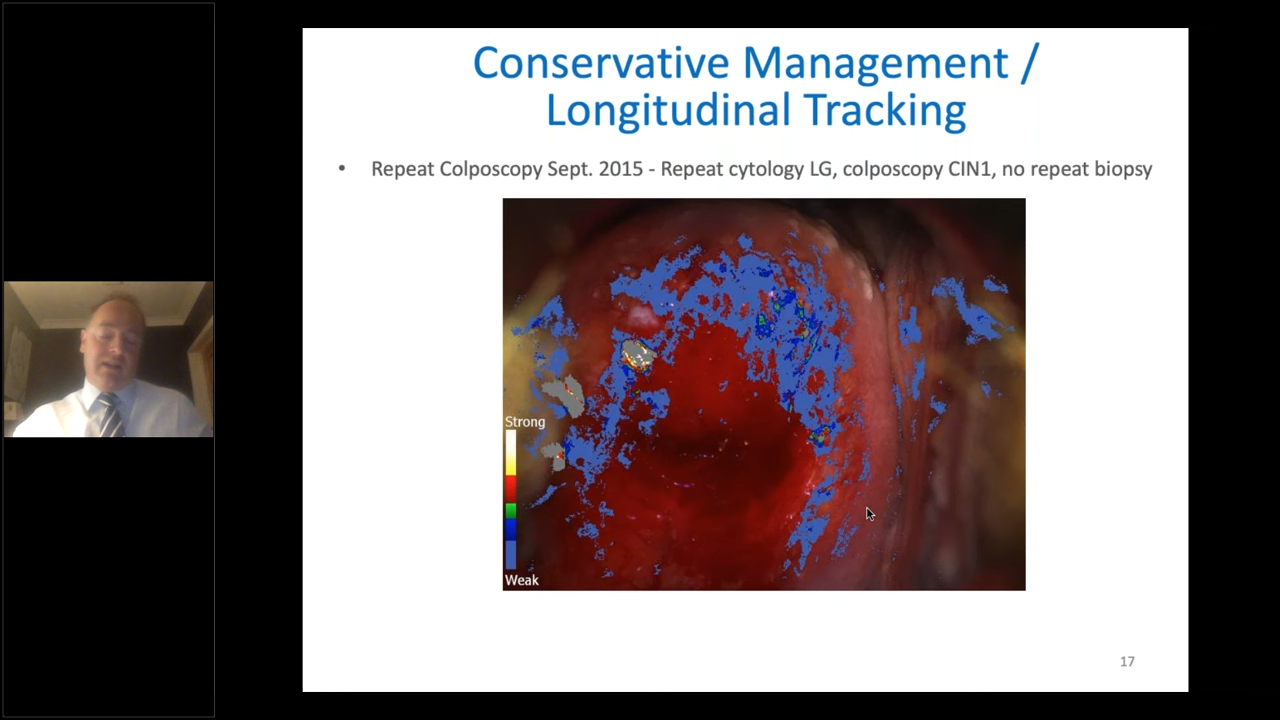 Conservative Management /
Longitudinal Tracking
• Repeat Colposcopy Sept. 2015 - Repeat cytology LG, colposcopy CIN1, no repeat biopsy
Strong
Weak
17